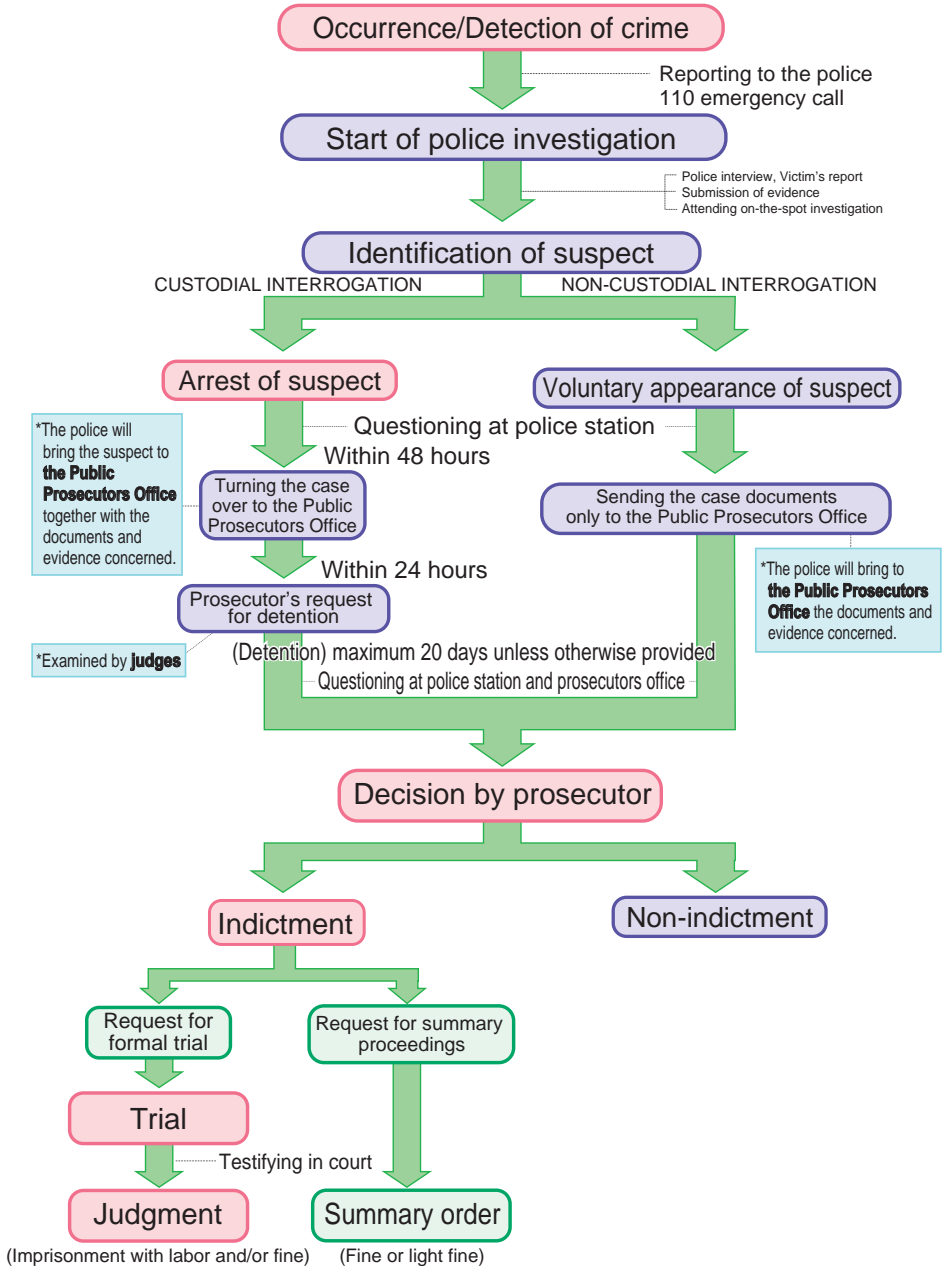 Occurrence/Detection of crime
Reporting to the police
110 emergency call
Start of police investigation
Police interview, Victim's report
Submission of evidence
Attending on-the-spot investigation
Identification of suspect
CUSTODIAL INTERROGATION
NON-CUSTODIAL INTERROGATION
Arrest of suspect
Voluntary appearance of suspect
Questioning at police station
Within 48 hours
*The police will
bring the suspect to
the Public
Prosecutors Office
together with the
documents and
evidence concerned.
Turning the case
over to the Public
Prosecutors Office
Sending the case documents
only to the Public Prosecutors Office
*The police will bring to
the Public Prosecutors
Office the documents and
evidence concerned.
Within 24 hours
Prosecutor's request
for detention
*Examined by judges
(Detention) maximum 20 days unless otherwise provided
Questioning at police station and prosecutors office
Decision by prosecutor
Indictment
Non-indictment
Request for
formal trial
Request for summary
proceedings
Trial
Testifying in court
Judgment
(Imprisonment with labor and/or fine)
Summary order
(Fine or light fine)